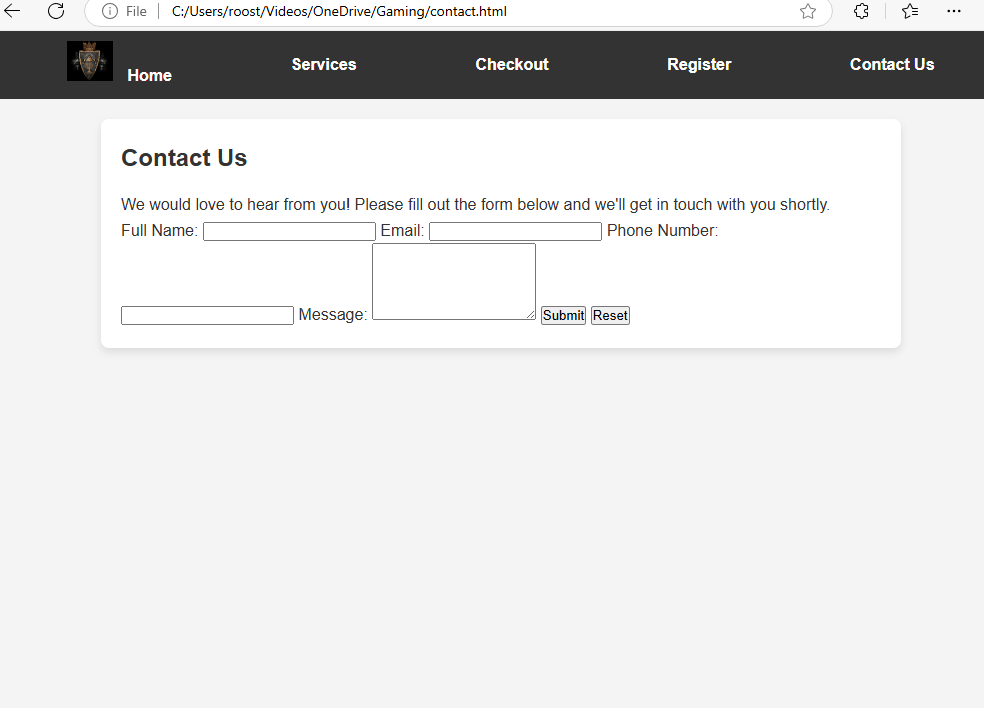 File C:/Users/roost/Videos/OneDrive/Gaming/contact.html
Home Services Checkout Register Contact Us
Contact Us
We would love to hear from you! Please fill out the form below and we'll get in touch with you shortly.
Full Name: Email: Phone Number:
Message: Submit Reset